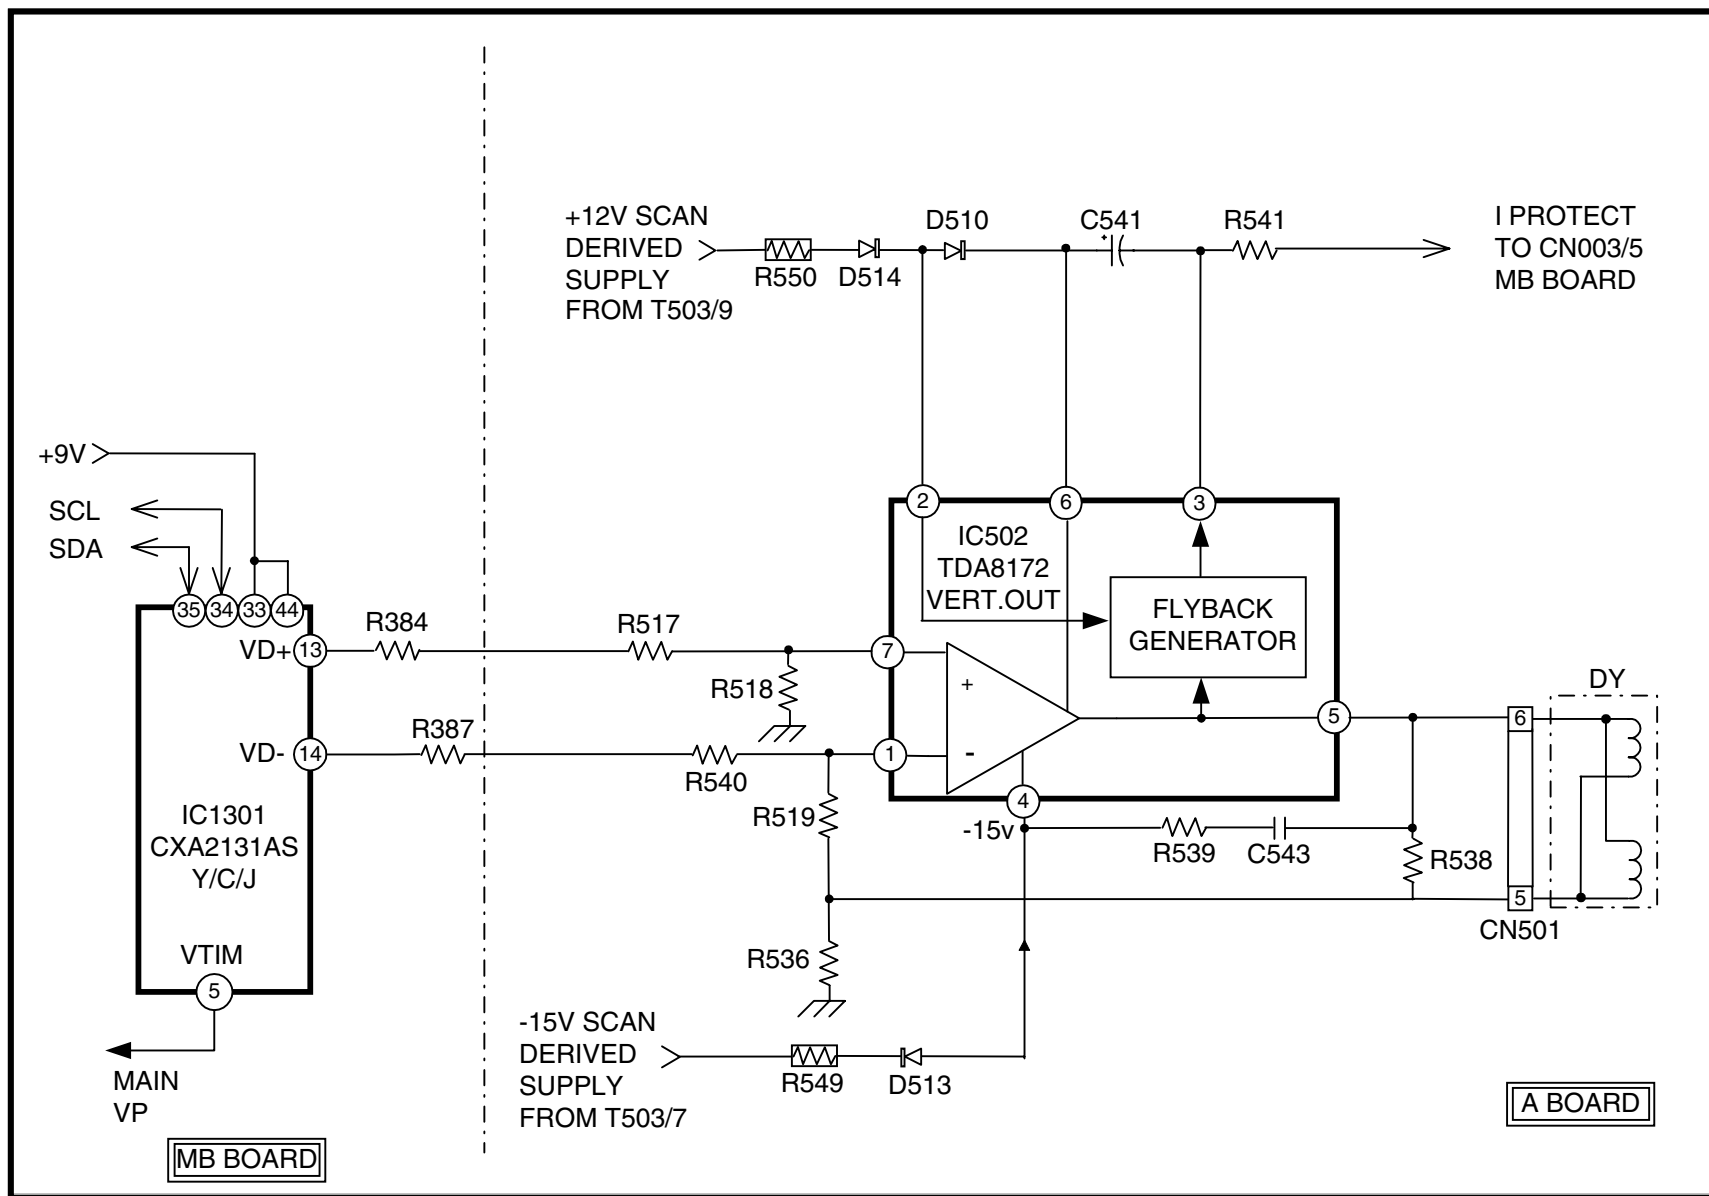 +12V SCAN
DERIVED
SUPPLY
FROM T503/9
R550
D514
D510
C541
+
R541
I PROTECT
TO CN003/5
MB BOARD
+9V
SCL
SDA
35
34
33
44
VD+
13
R384
R517
R518
VD-
14
R387
R540
R519
IC1301
CXA2131AS
Y/C/J
VTIM
5
MAIN
VP
MB BOARD
2
6
3
IC502
TDA8172
VERT.OUT
FLYBACK
GENERATOR
7
+
1
-
5
4
-15v
R539
C543
R538
R536
6
5
CN501
DY
-15V SCAN
DERIVED
SUPPLY
FROM T503/7
R549
D513
A BOARD